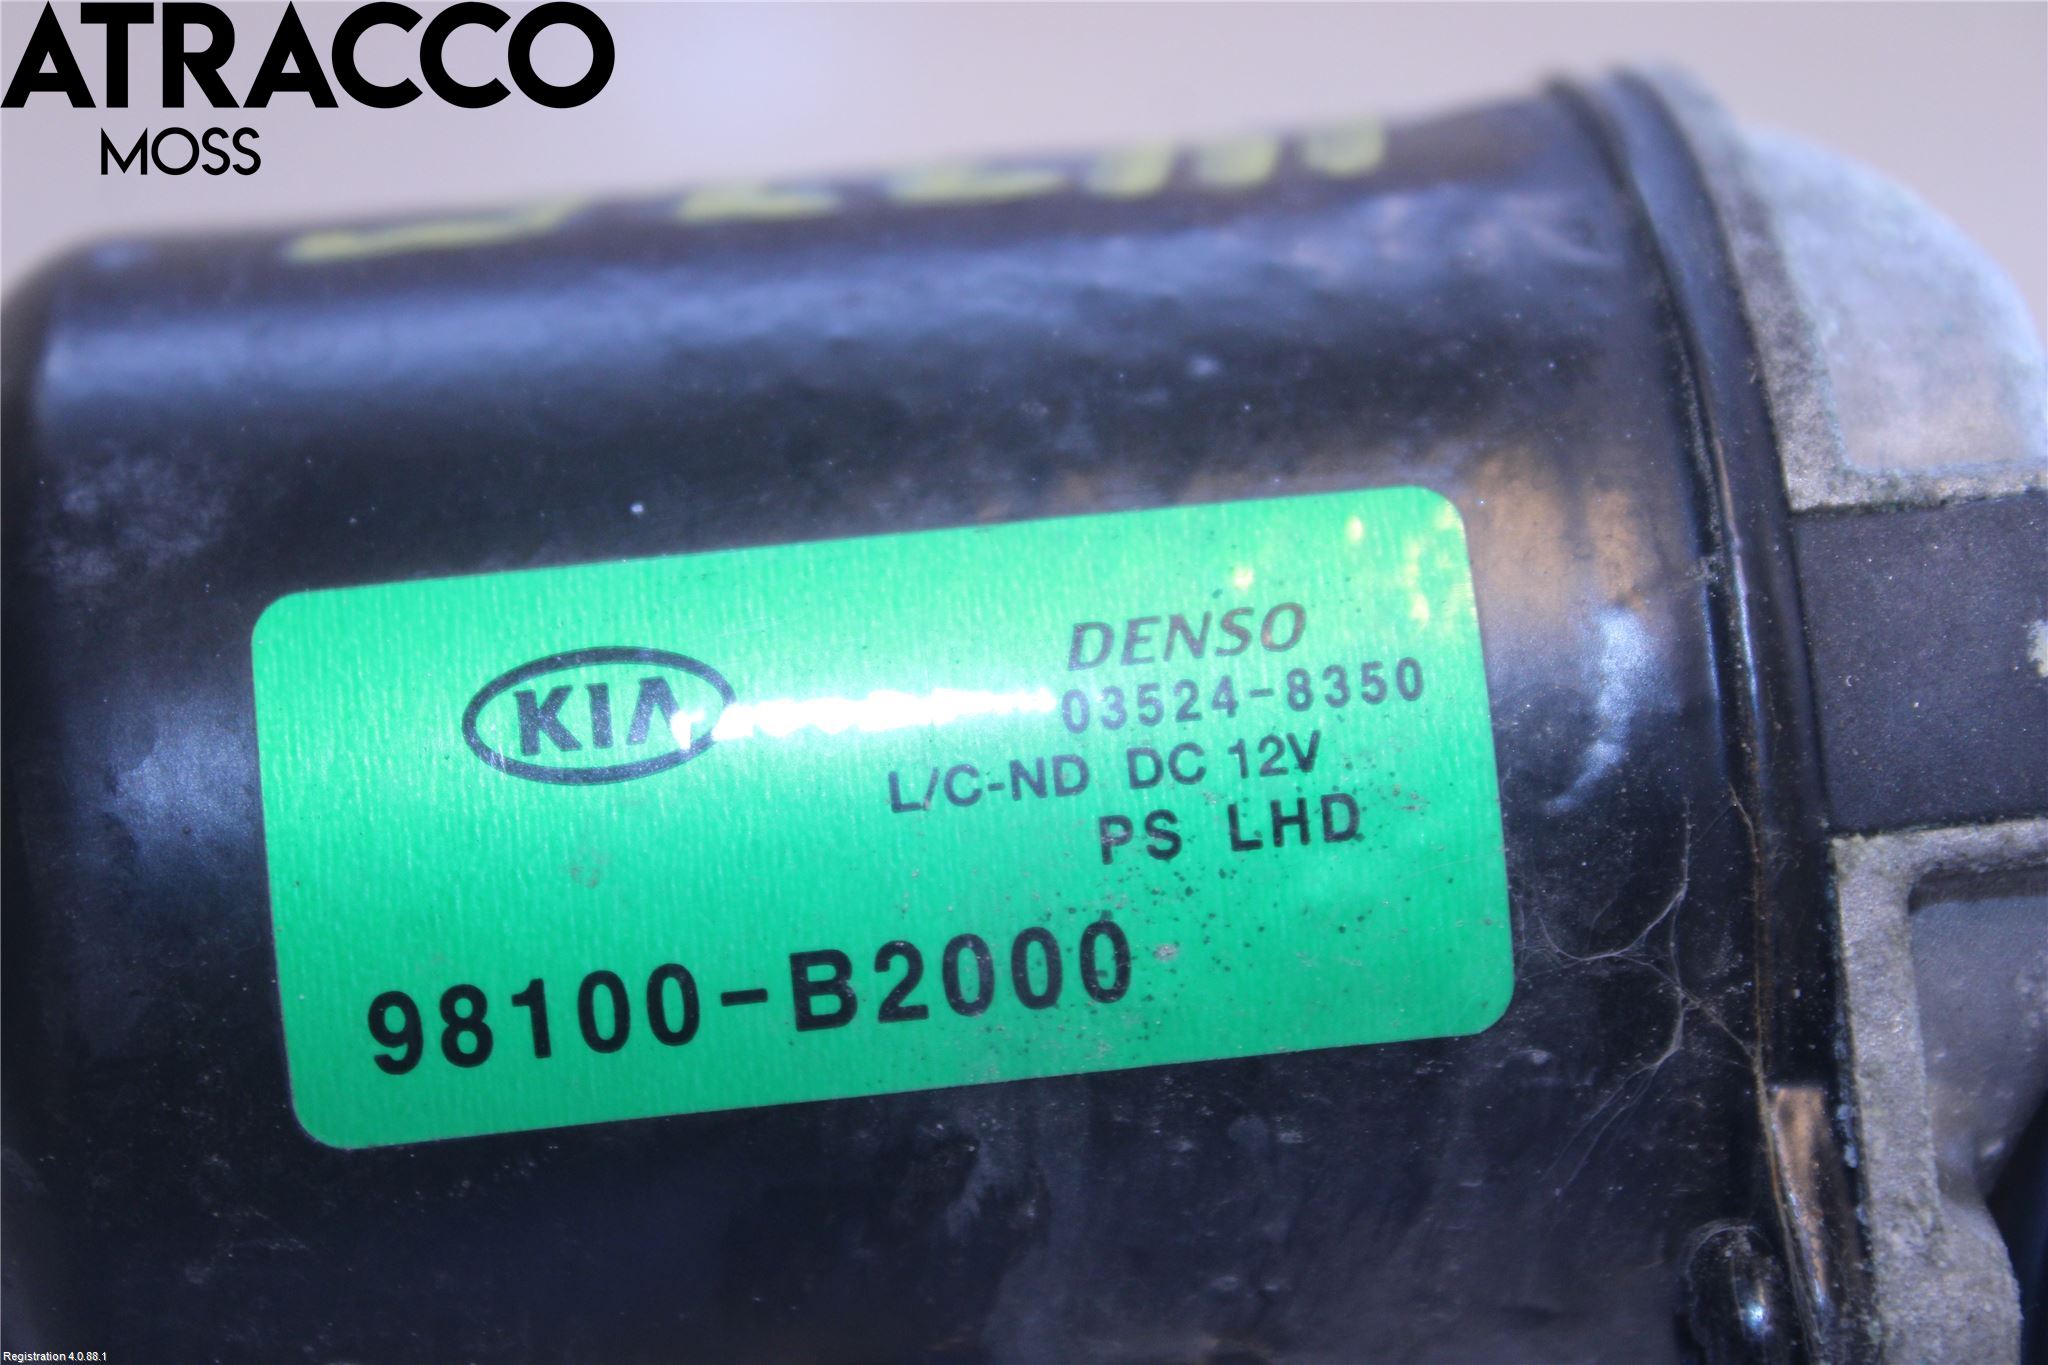 ATRACCO
MOSS
KIA
DENSO
03524-8350
L/C-ND DC 12V
PS LHD
98100-B2000
Registration 4.0.88.1